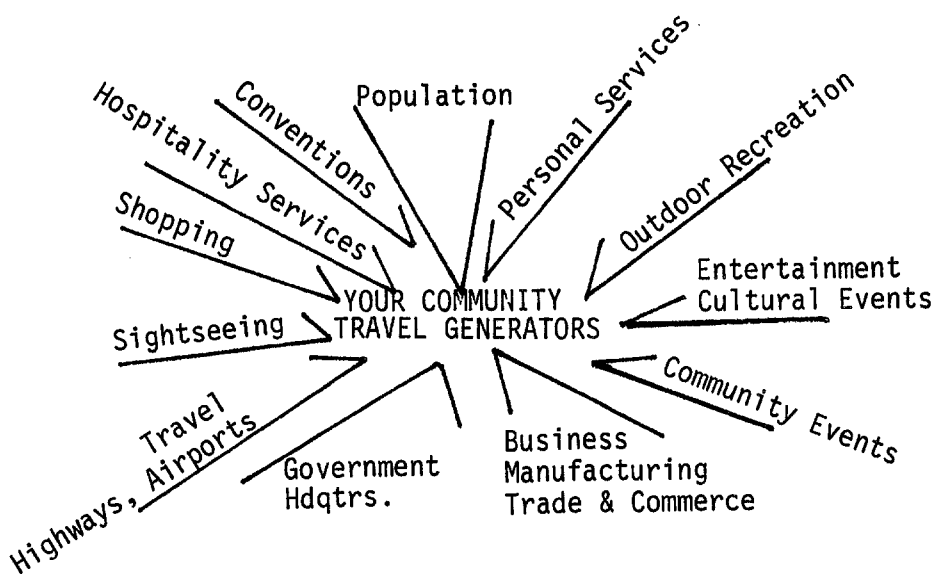 Population
Conventions
Hospitality Services
Shopping
Sightseeing
Travel
Highways, Airports
Government
Hdqtrs.
Business
Manufacturing
Trade & Commerce
Community Events
Entertainment
Cultural Events
Outdoor Recreation
Personal Services
YOUR COMMUNITY
TRAVEL GENERATORS